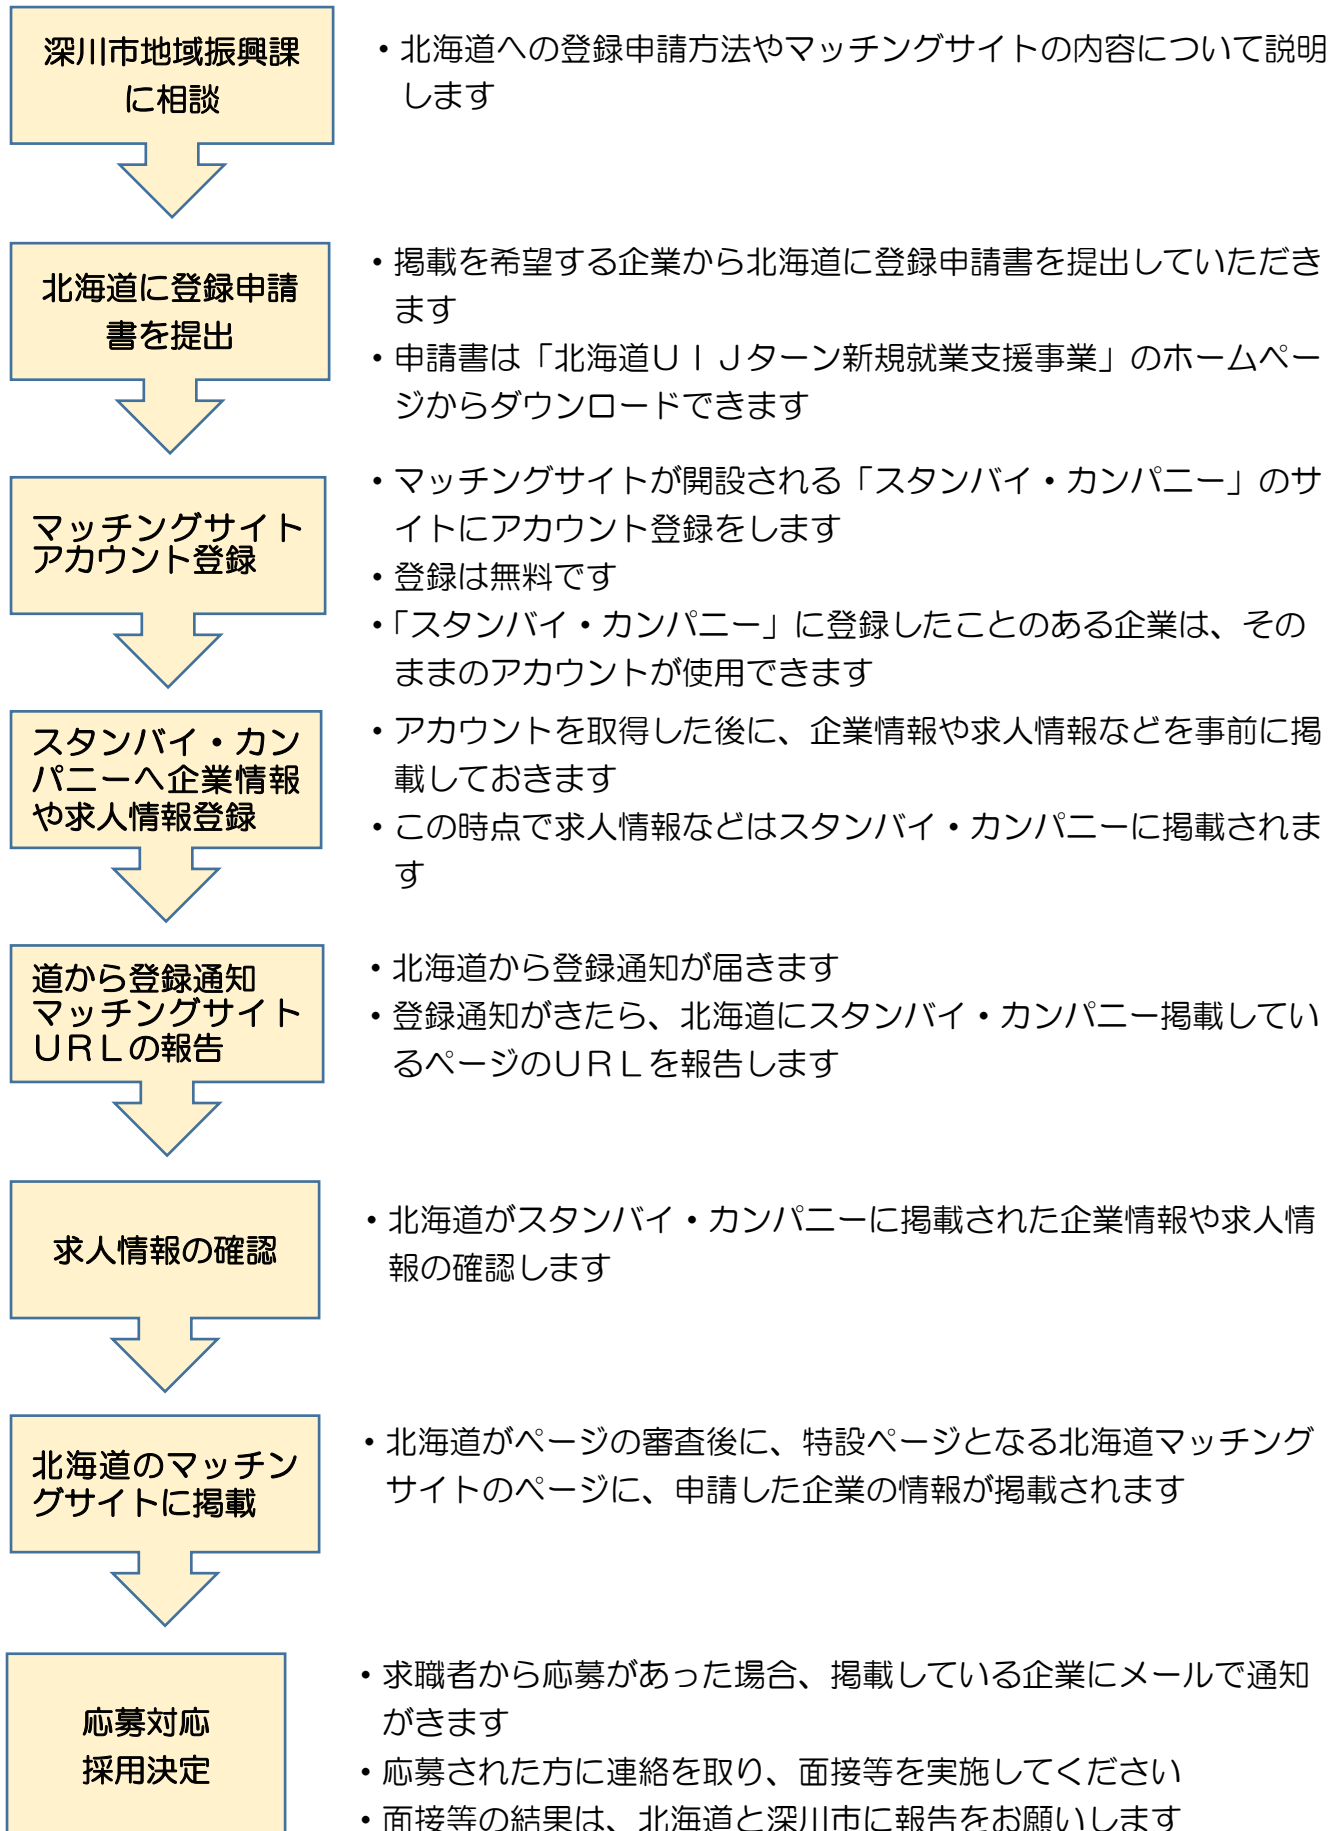 深川市地域振興課
に相談
・北海道への登録申請方法やマッチングサイトの内容について説明
します
北海道に登録申請
書を提出
・掲載を希望する企業から北海道に登録申請書を提出していただき
ます
・申請書は「北海道ＵＩＪターン新規就業支援事業」のホームペー
ジからダウンロードできます
マッチングサイト
アカウント登録
・マッチングサイトが開設される「スタンバイ・カンパニー」のサ
イトにアカウント登録をします
・登録は無料です
・「スタンバイ・カンパニー」に登録したことのある企業は、その
ままのアカウントが使用できます
スタンバイ・カン
パニーへ企業情報
や求人情報登録
・アカウントを取得した後に、企業情報や求人情報などを事前に掲
載しておきます
・この時点で求人情報などはスタンバイ・カンパニーに掲載されま
す
道から登録通知
マッチングサイト
ＵＲＬの報告
・北海道から登録通知が届きます
・登録通知がきたら、北海道にスタンバイ・カンパニー掲載してい
るページのＵＲＬを報告します
求人情報の確認
・北海道がスタンバイ・カンパニーに掲載された企業情報や求人情
報の確認します
北海道のマッチン
グサイトに掲載
・北海道がページの審査後に、特設ページとなる北海道マッチング
サイトのページに、申請した企業の情報が掲載されます
応募対応
採用決定
・求職者から応募があった場合、掲載している企業にメールで通知
がきます
・応募された方に連絡を取り、面接等を実施してください
・面接等の結果は、北海道と深川市に報告をお願いします